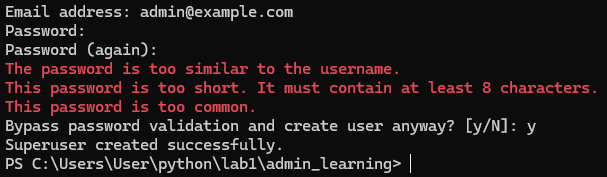 Email address: admin@example.com
Password:
Password (again):
The password is too similar to the username.
This password is too short. It must contain at least 8 characters.
This password is too common.
Bypass password validation and create user anyway? [y/N]: y
Superuser created successfully.
PS C:\Users\User\python\lab1\admin_learning>